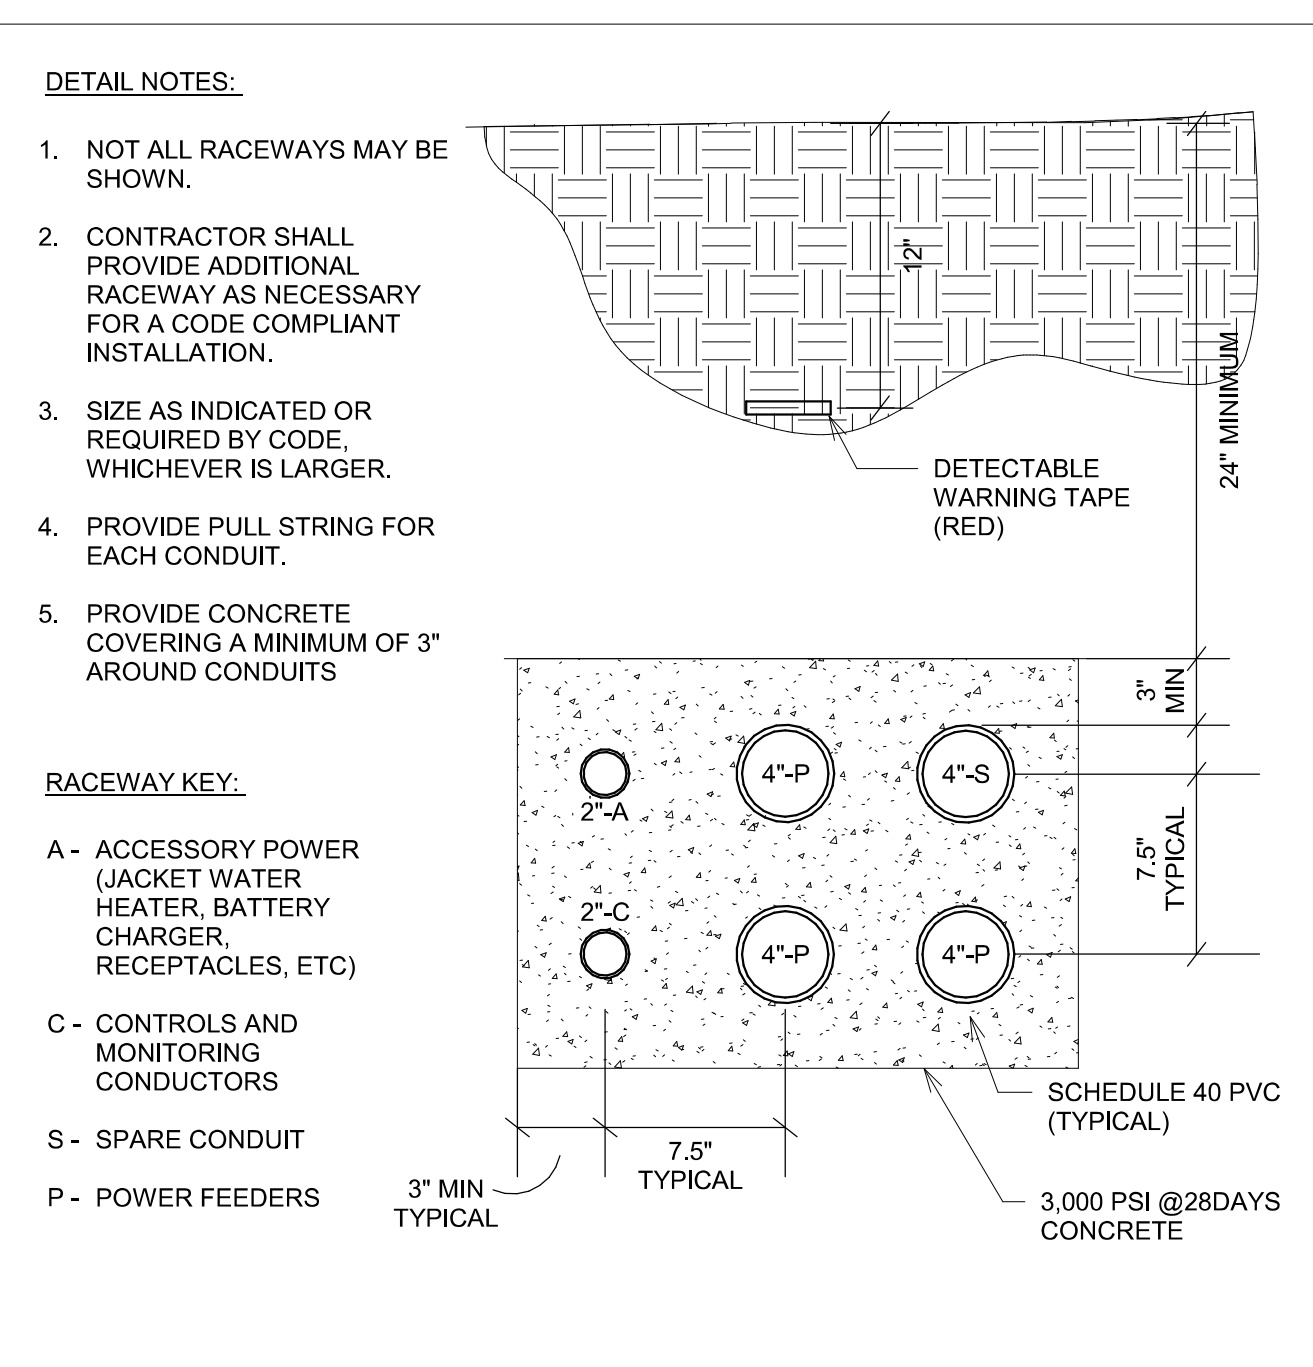 DETAIL NOTES:
1. NOT ALL RACEWAYS MAY BE
SHOWN.
2. CONTRACTOR SHALL
PROVIDE ADDITIONAL
RACEWAY AS NECESSARY
FOR A CODE COMPLIANT
INSTALLATION.
3. SIZE AS INDICATED OR
REQUIRED BY CODE,
WHICHEVER IS LARGER.
4. PROVIDE PULL STRING FOR
EACH CONDUIT.
5. PROVIDE CONCRETE
COVERING A MINIMUM OF 3"
AROUND CONDUITS
RACEWAY KEY:
A - ACCESSORY POWER
(JACKET WATER
HEATER, BATTERY
CHARGER,
RECEPTACLES, ETC)
C - CONTROLS AND
MONITORING
CONDUCTORS
S - SPARE CONDUIT
P - POWER FEEDERS
12"
24" MINIMUM
DETECTABLE
WARNING TAPE
(RED)
3"
MIN
4"-P
4"-S
2"-A
7.5"
TYPICAL
2"-C
4"-P
4"-P
SCHEDULE 40 PVC
(TYPICAL)
7.5"
TYPICAL
3" MIN
TYPICAL
3,000 PSI @28DAYS
CONCRETE